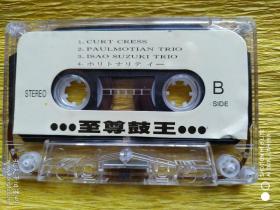 1. CURT CRESS
2. PAULMOTIAN TRIO
3. ISAO SUZUKI TRIO
4. ホリトナリティー
STEREO
B
SIDE
•••至尊鼓王•••